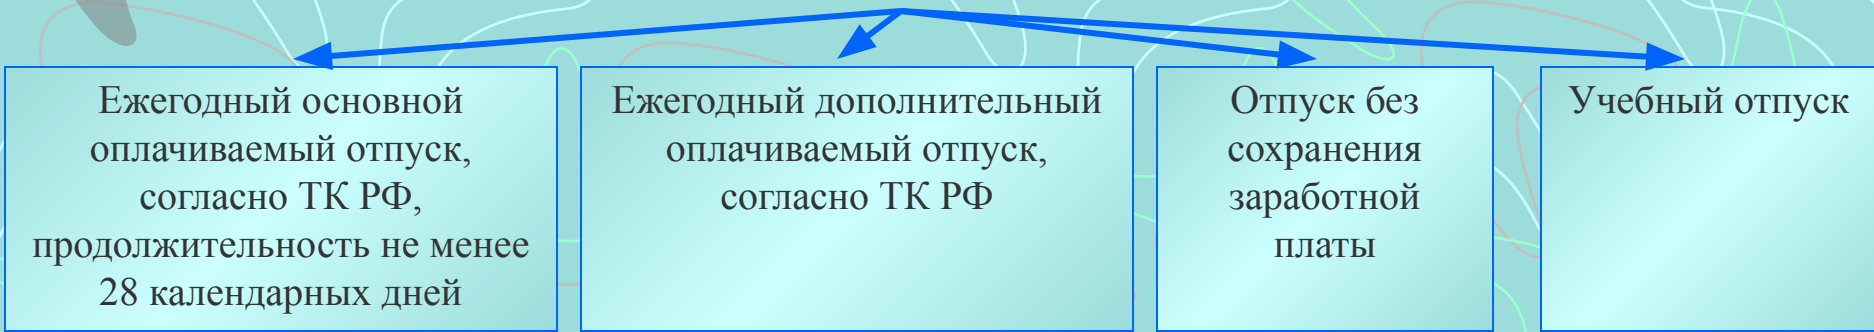 Ежегодный основной
оплачиваемый отпуск,
согласно ТК РФ,
продолжительность не менее
28 календарных дней
Ежегодный дополнительный
оплачиваемый отпуск,
согласно ТК РФ
Отпуск без
сохранения
заработной
платы
Учебный отпуск